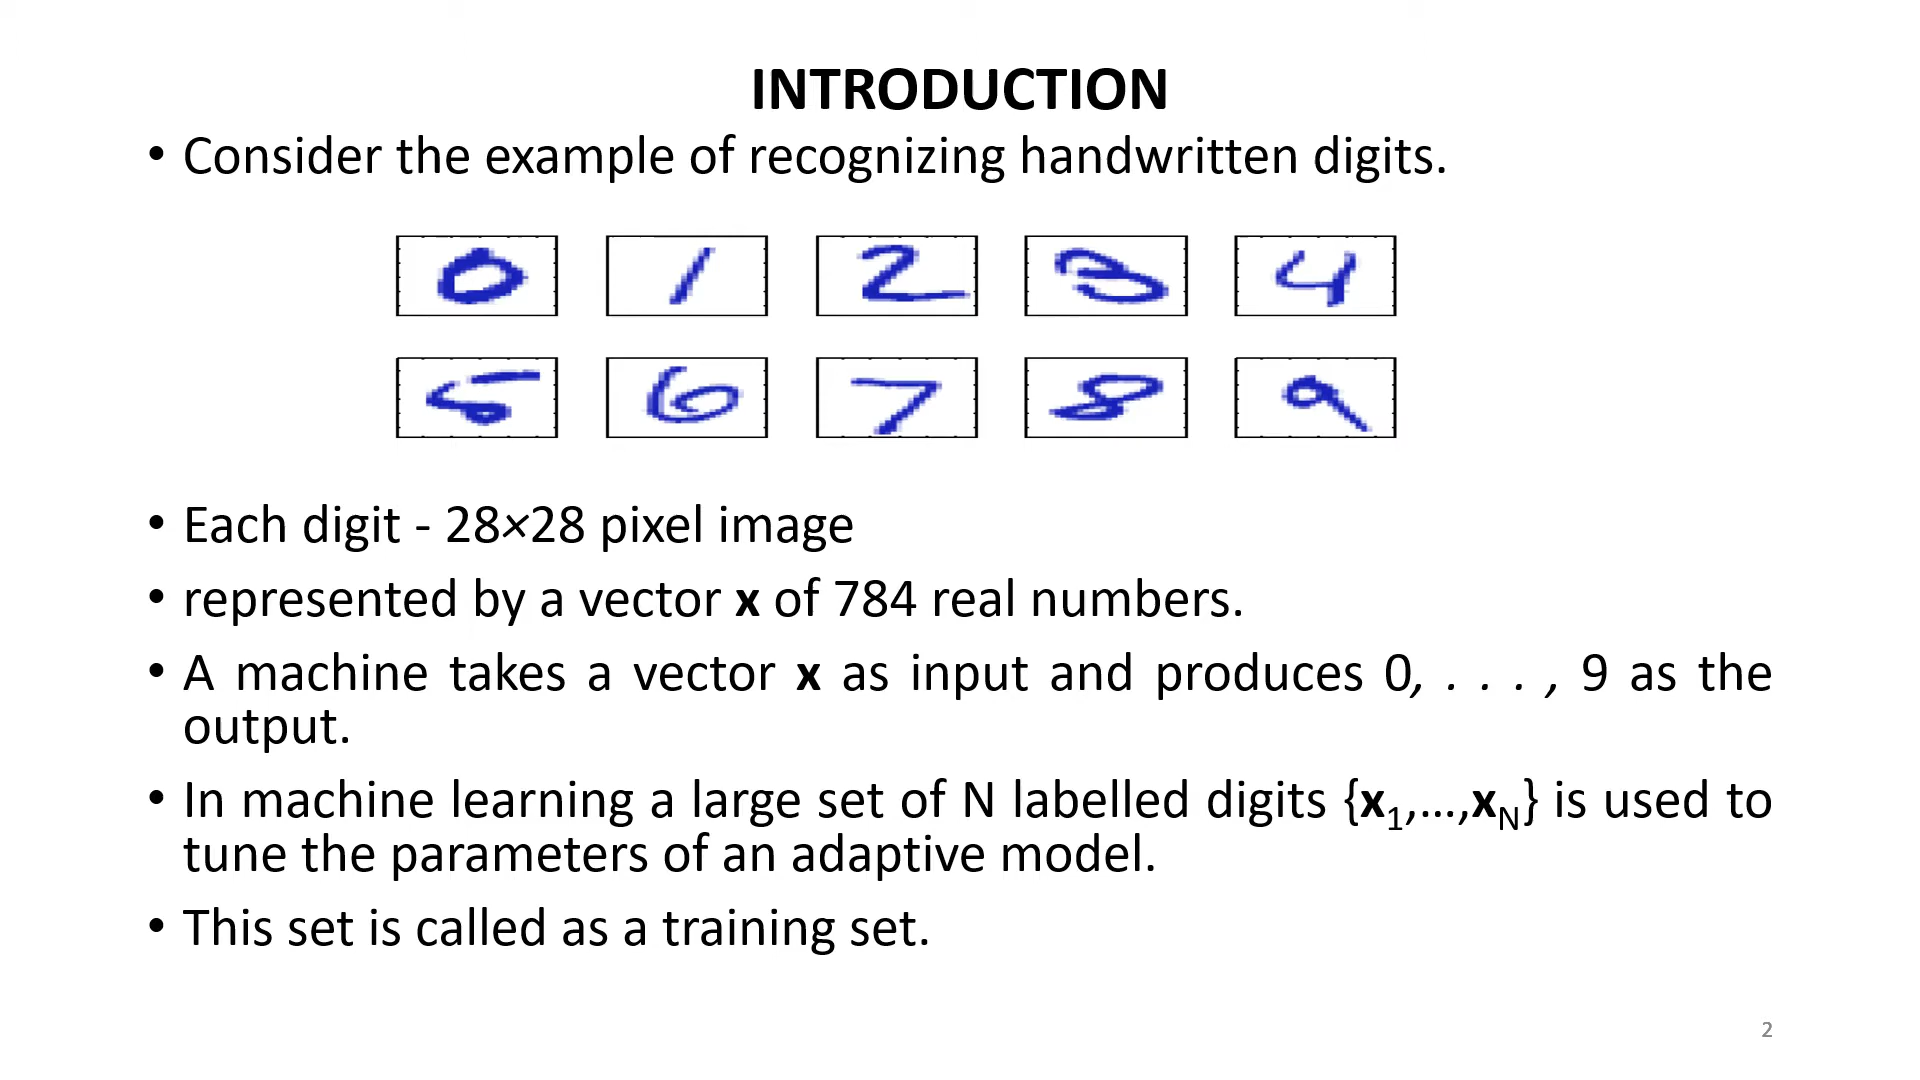 INTRODUCTION
• Consider the example of recognizing handwritten digits.
0 1 2 3 4
5 6 7 8 9
• Each digit - 28×28 pixel image
• represented by a vector x of 784 real numbers.
• A machine takes a vector x as input and produces 0, . . . , 9 as the
output.
• In machine learning a large set of N labelled digits {x₁,…,x_N} is used to
tune the parameters of an adaptive model.
• This set is called as a training set.
2